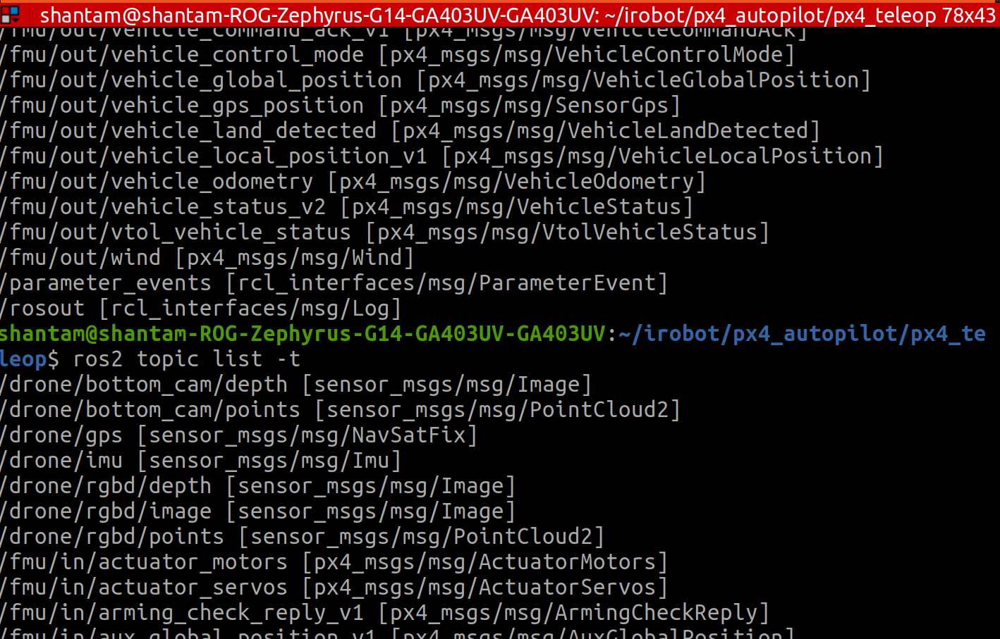 shantam@shantam-ROG-Zephyrus-G14-GA403UV-GA403UV: ~/irobot/px4_autopilot/px4_teleop 78x43
/fmu/out/vehicle_command_ack_v1 [px4_msgs/msg/VehicleCommandAck]
/fmu/out/vehicle_control_mode [px4_msgs/msg/VehicleControlMode]
/fmu/out/vehicle_global_position [px4_msgs/msg/VehicleGlobalPosition]
/fmu/out/vehicle_gps_position [px4_msgs/msg/SensorGps]
/fmu/out/vehicle_land_detected [px4_msgs/msg/VehicleLandDetected]
/fmu/out/vehicle_local_position_v1 [px4_msgs/msg/VehicleLocalPosition]
/fmu/out/vehicle_odometry [px4_msgs/msg/VehicleOdometry]
/fmu/out/vehicle_status_v2 [px4_msgs/msg/VehicleStatus]
/fmu/out/vtol_vehicle_status [px4_msgs/msg/VtolVehicleStatus]
/fmu/out/wind [px4_msgs/msg/Wind]
/parameter_events [rcl_interfaces/msg/ParameterEvent]
/rosout [rcl_interfaces/msg/Log]
shantam@shantam-ROG-Zephyrus-G14-GA403UV-GA403UV:~/irobot/px4_autopilot/px4_te
leop$ ros2 topic list -t
/drone/bottom_cam/depth [sensor_msgs/msg/Image]
/drone/bottom_cam/points [sensor_msgs/msg/PointCloud2]
/drone/gps [sensor_msgs/msg/NavSatFix]
/drone/imu [sensor_msgs/msg/Imu]
/drone/rgbd/depth [sensor_msgs/msg/Image]
/drone/rgbd/image [sensor_msgs/msg/Image]
/drone/rgbd/points [sensor_msgs/msg/PointCloud2]
/fmu/in/actuator_motors [px4_msgs/msg/ActuatorMotors]
/fmu/in/actuator_servos [px4_msgs/msg/ActuatorServos]
/fmu/in/arming_check_reply_v1 [px4_msgs/msg/ArmingCheckReply]
/fmu/in/aux_global_position_v1 [px4_msgs/msg/AuxGlobalPosition]